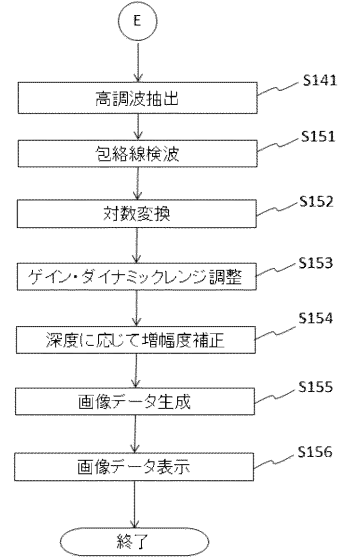 E
S141
高調波抽出
S151
包絡線検波
S152
対数変換
S153
ゲイン・ダイナミックレンジ調整
S154
深度に応じて増幅度補正
S155
画像データ生成
S156
画像データ表示
終了